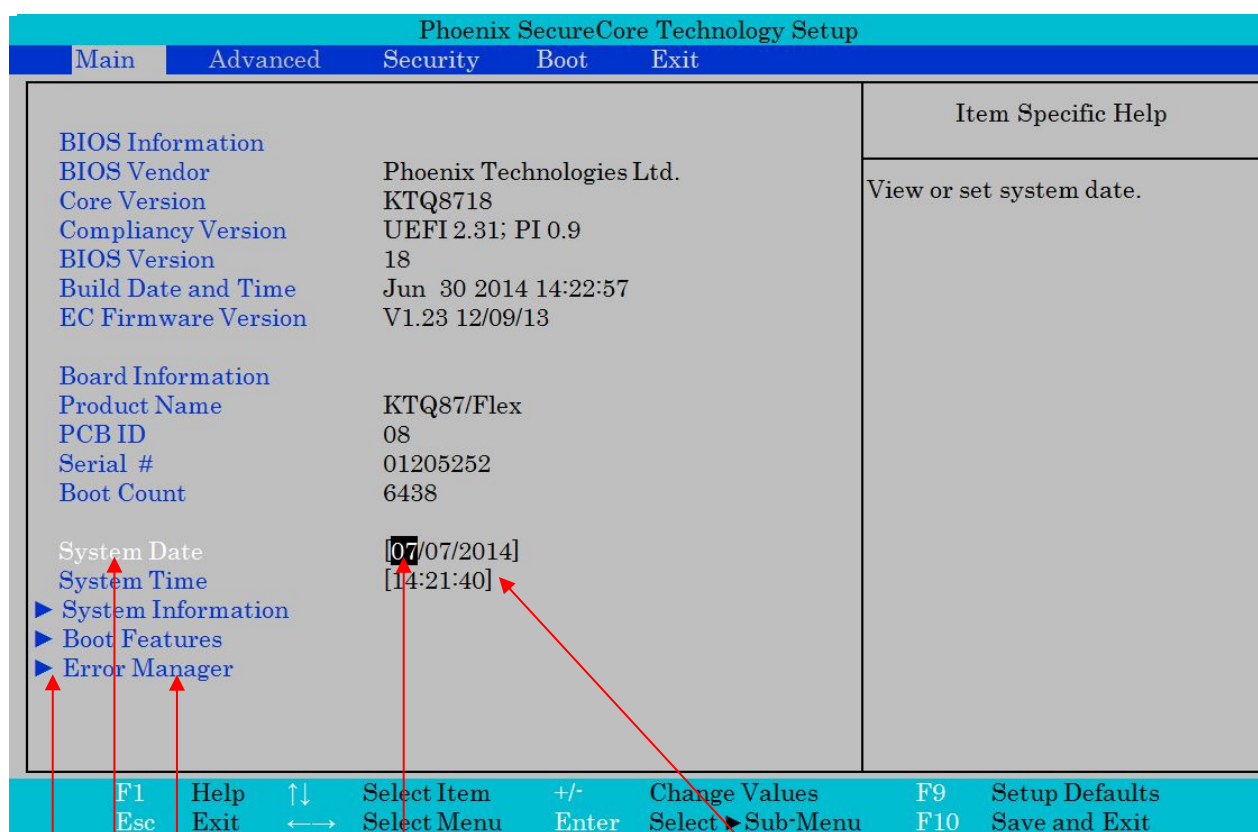 Phoenix SecureCore Technology Setup
Main Advanced Security Boot Exit
Item Specific Help
View or set system date.
BIOS Information
BIOS Vendor Phoenix Technologies Ltd.
Core Version KTQ8718
Compliancy Version UEFI 2.31; PI 0.9
BIOS Version 18
Build Date and Time Jun 30 2014 14:22:57
EC Firmware Version V1.23 12/09/13
Board Information
Product Name KTQ87/Flex
PCB ID 08
Serial # 01205252
Boot Count 6438
System Date [07/07/2014]
System Time [14:21:40]
► System Information
► Boot Features
► Error Manager
F1 Help ↑↓ Select Item +/- Change Values F9 Setup Defaults
Esc Exit ←→ Select Menu Enter Select ►Sub-Menu F10 Save and Exit